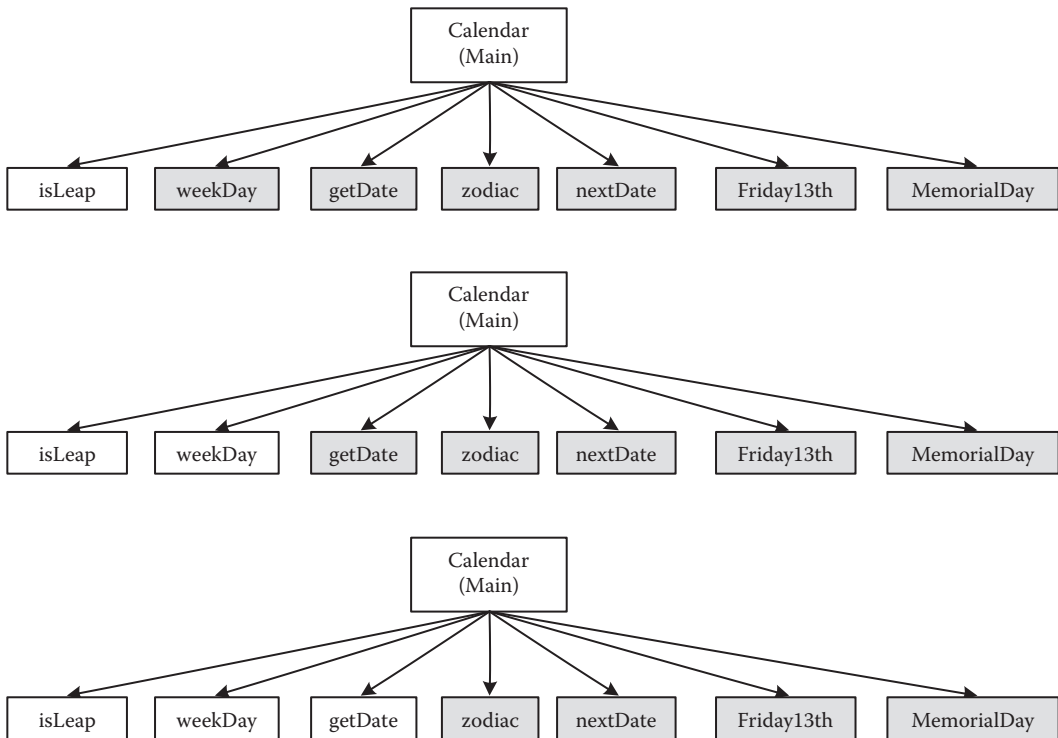 Calendar
(Main)
isLeap weekDay getDate zodiac nextDate Friday13th MemorialDay
Calendar
(Main)
isLeap weekDay getDate zodiac nextDate Friday13th MemorialDay
Calendar
(Main)
isLeap weekDay getDate zodiac nextDate Friday13th MemorialDay